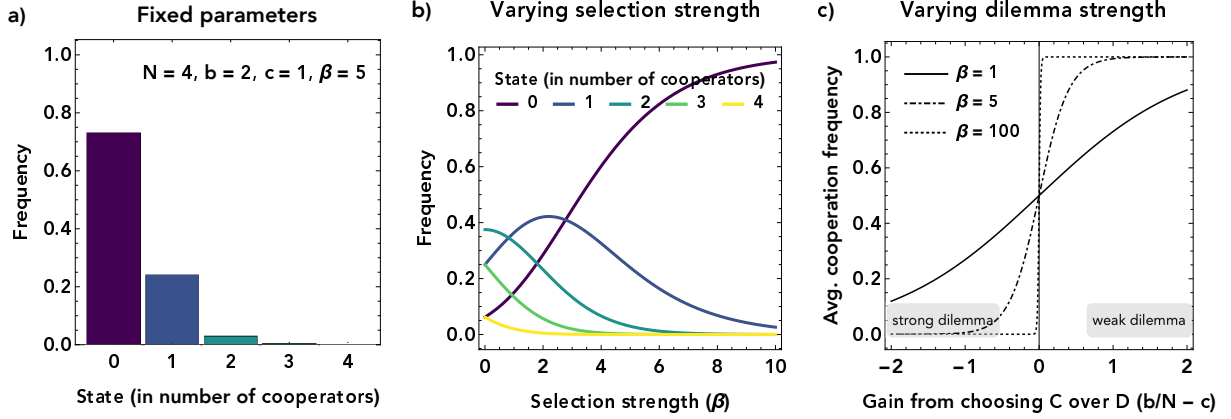 a)
Fixed parameters
N = 4, b = 2, c = 1, β = 5
Frequency
1.0
0.8
0.6
0.4
0.2
0.0
0 1 2 3 4
State (in number of cooperators)
b)
Varying selection strength
State (in number of cooperators)
0 1 2 3 4
Frequency
1.0
0.8
0.6
0.4
0.2
0.0
0 2 4 6 8 10
Selection strength (β)
c)
Varying dilemma strength
β = 1
β = 5
β = 100
Avg. cooperation frequency
1.0
0.8
0.6
0.4
0.2
0.0
strong dilemma
weak dilemma
−2 −1 0 1 2
Gain from choosing C over D (b/N − c)